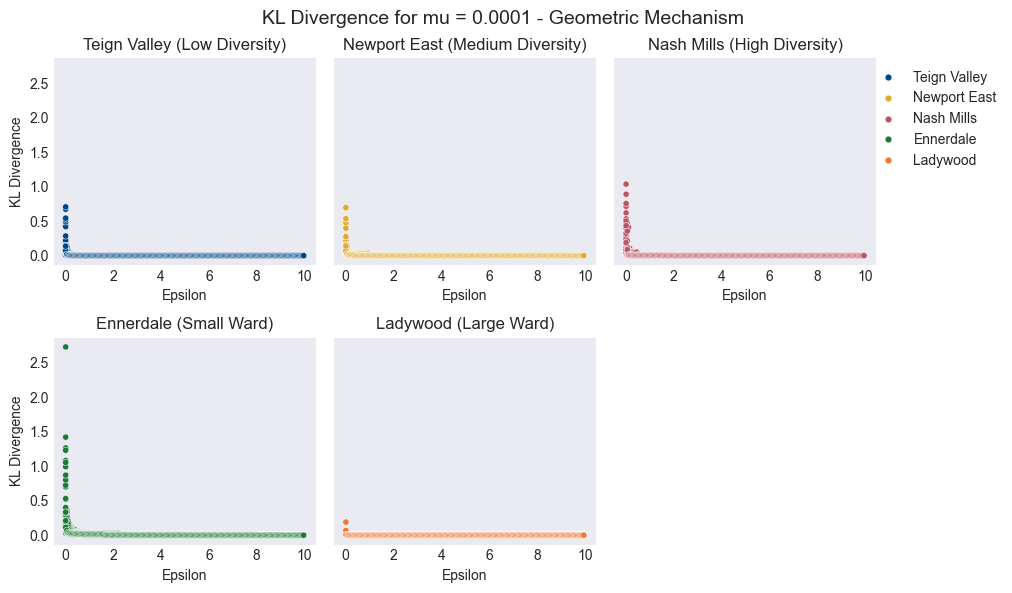 KL Divergence for mu = 0.0001 - Geometric Mechanism
Teign Valley (Low Diversity)
Newport East (Medium Diversity)
Nash Mills (High Diversity)
KL Divergence
2.5
2.0
1.5
1.0
0.5
0.0
0 2 4 6 8 10
Epsilon
0 2 4 6 8 10
Epsilon
0 2 4 6 8 10
Epsilon
Teign Valley
Newport East
Nash Mills
Ennerdale
Ladywood
Ennerdale (Small Ward)
Ladywood (Large Ward)
KL Divergence
2.5
2.0
1.5
1.0
0.5
0.0
0 2 4 6 8 10
Epsilon
0 2 4 6 8 10
Epsilon